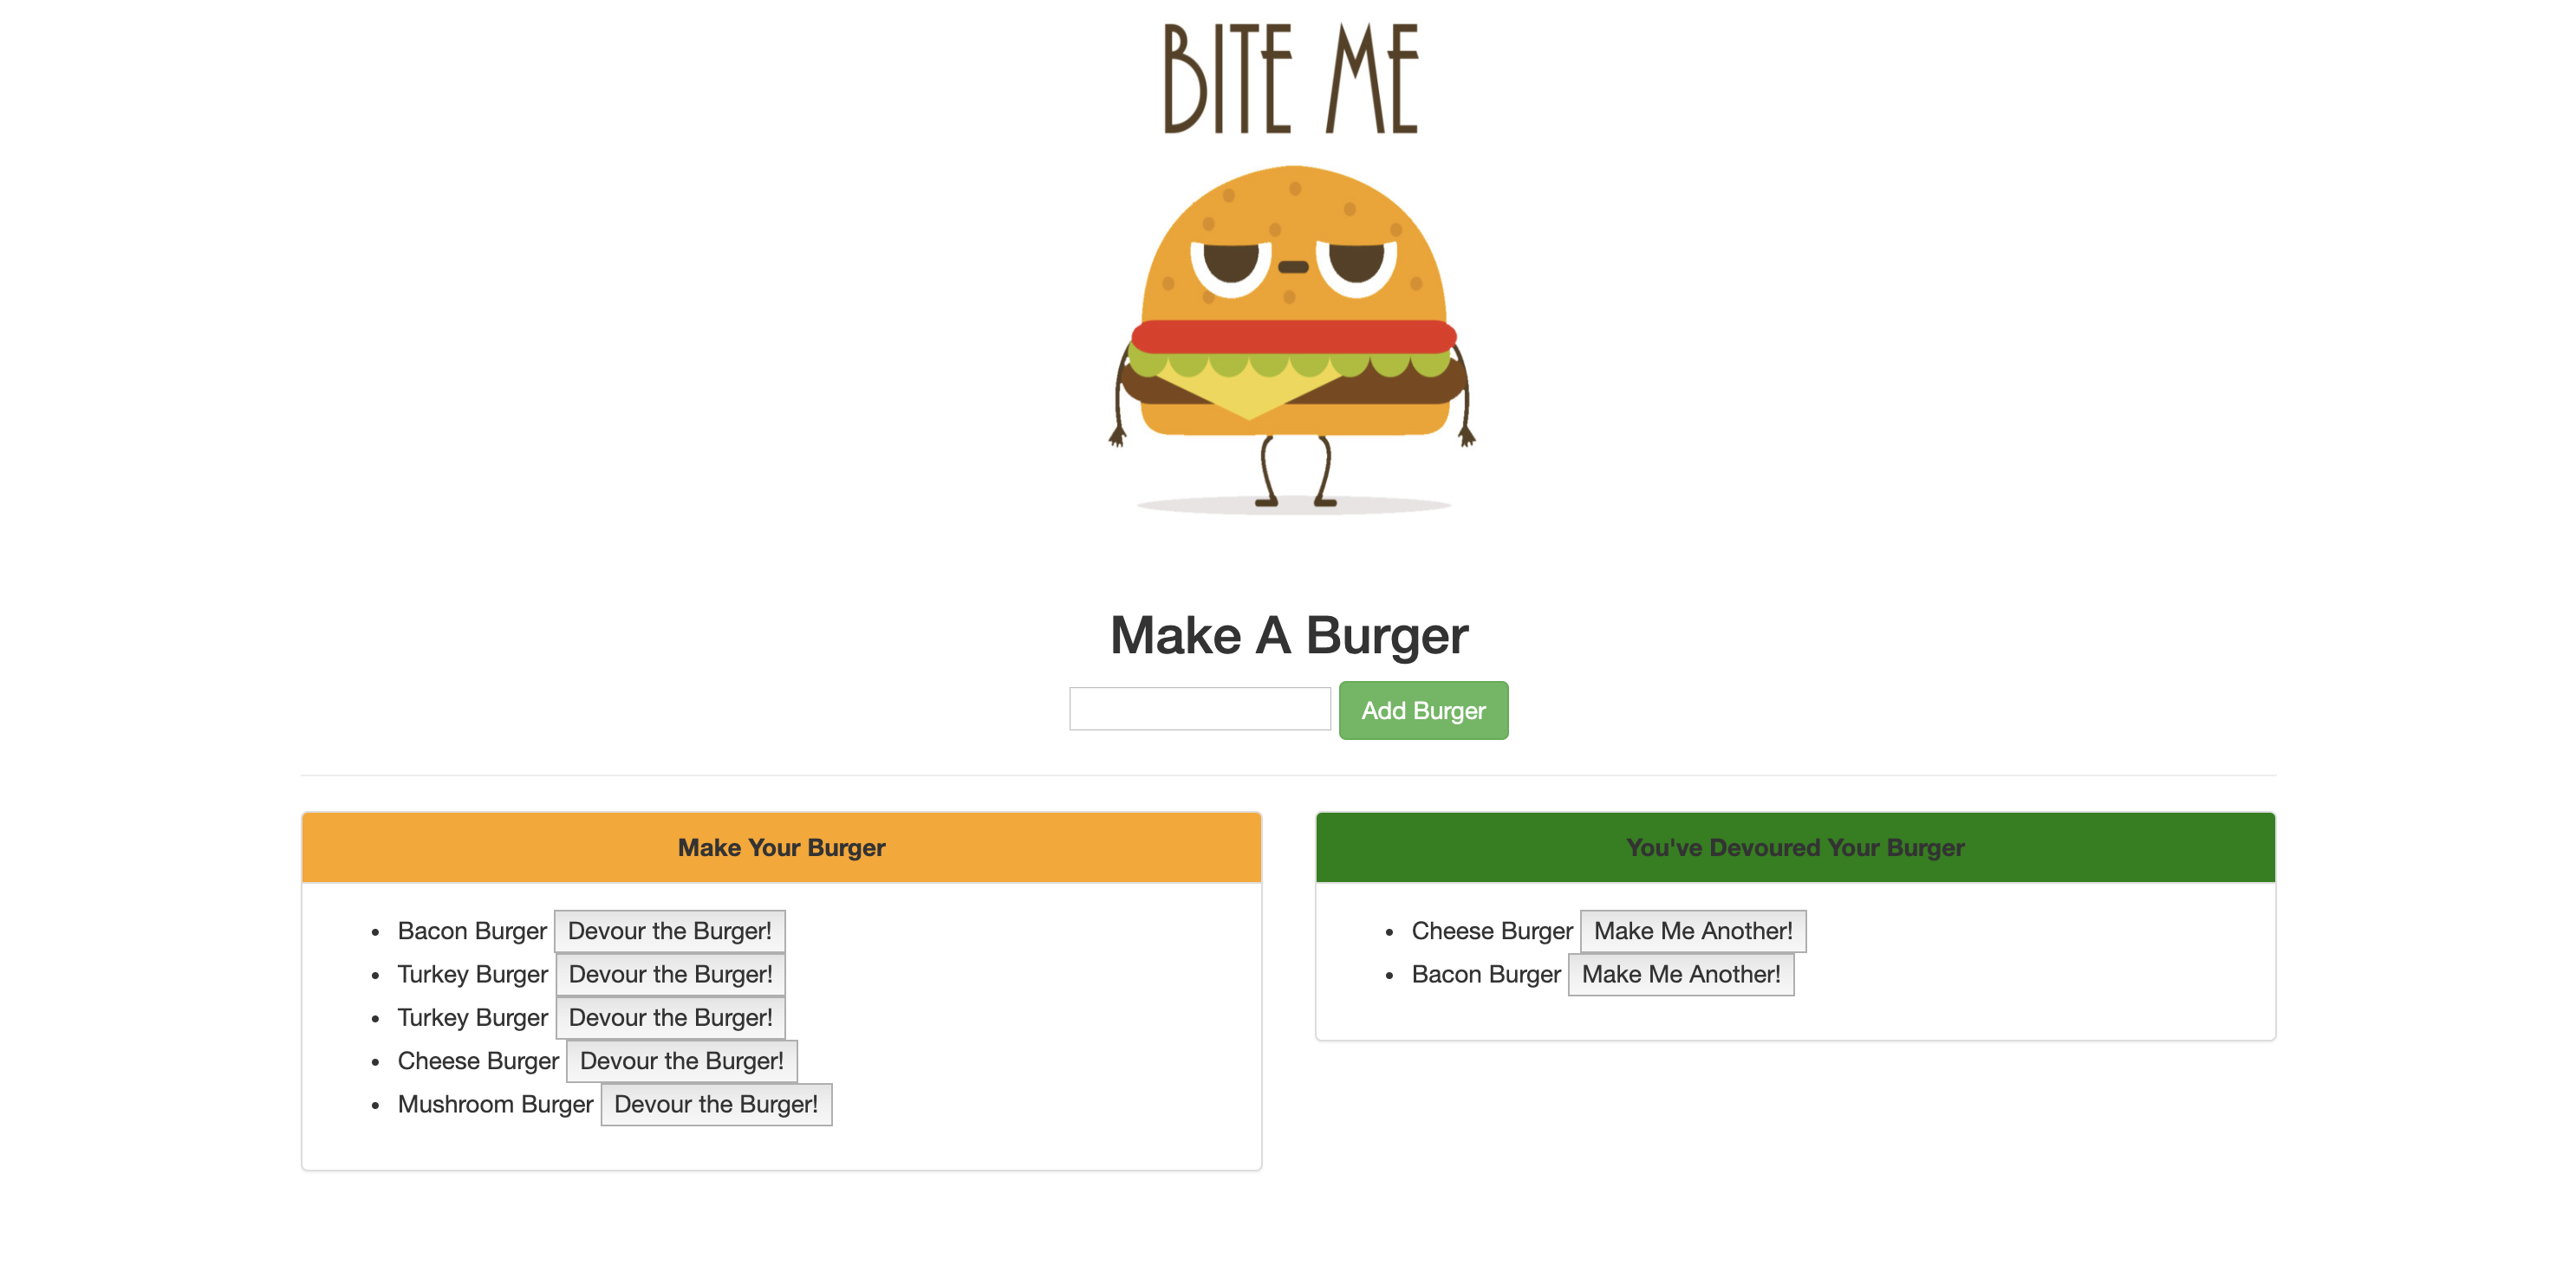 BITE ME
Make A Burger
Add Burger
Make Your Burger
Bacon Burger Devour the Burger!
Turkey Burger Devour the Burger!
Turkey Burger Devour the Burger!
Cheese Burger Devour the Burger!
Mushroom Burger Devour the Burger!
You've Devoured Your Burger
Cheese Burger Make Me Another!
Bacon Burger Make Me Another!